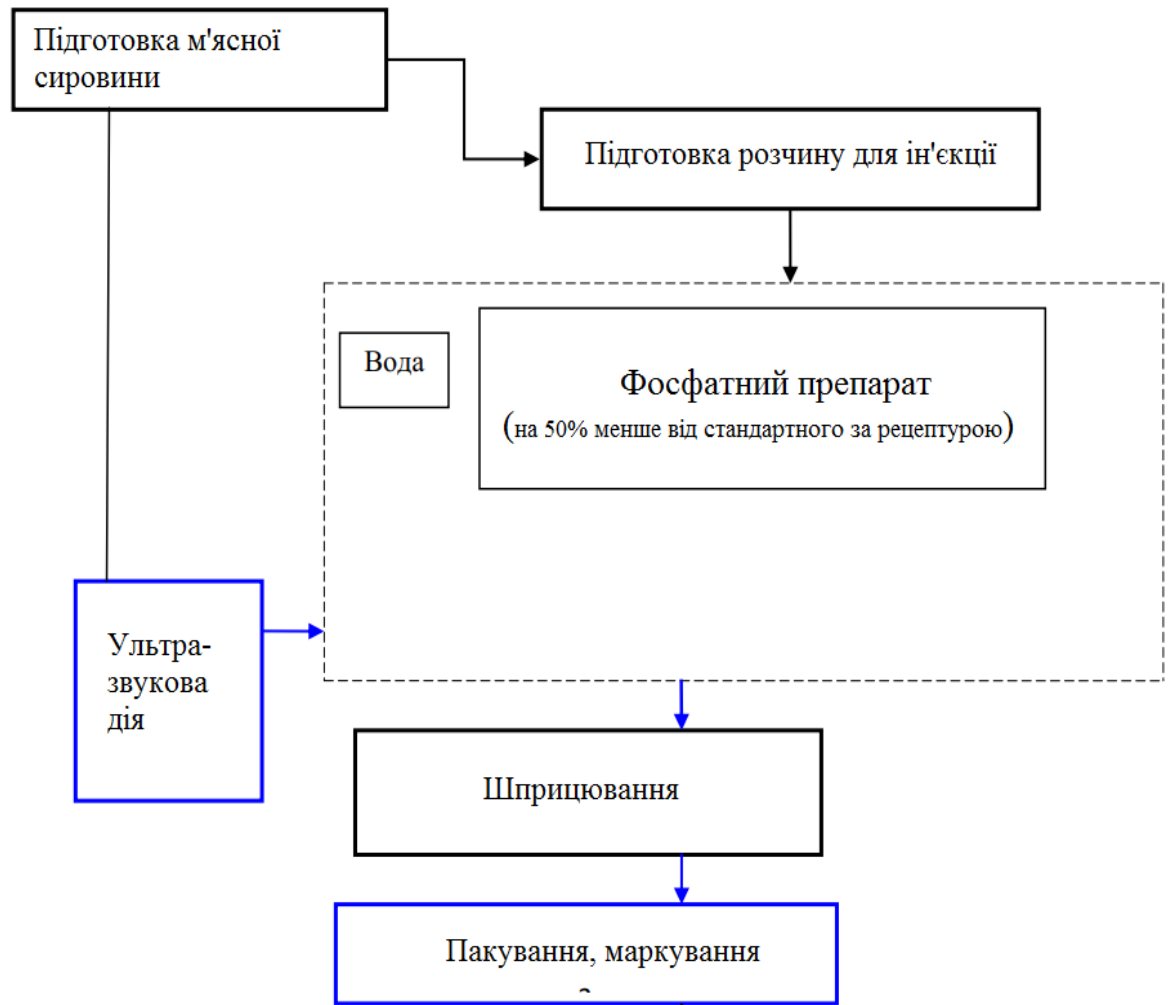 Підготовка м'ясної
сировини
Підготовка розчину для ін'єкції
Вода
Фосфатний препарат
(на 50% менше від стандартного за рецептурою)
Ультра-
звукова
дія
Шприцювання
Пакування, маркування